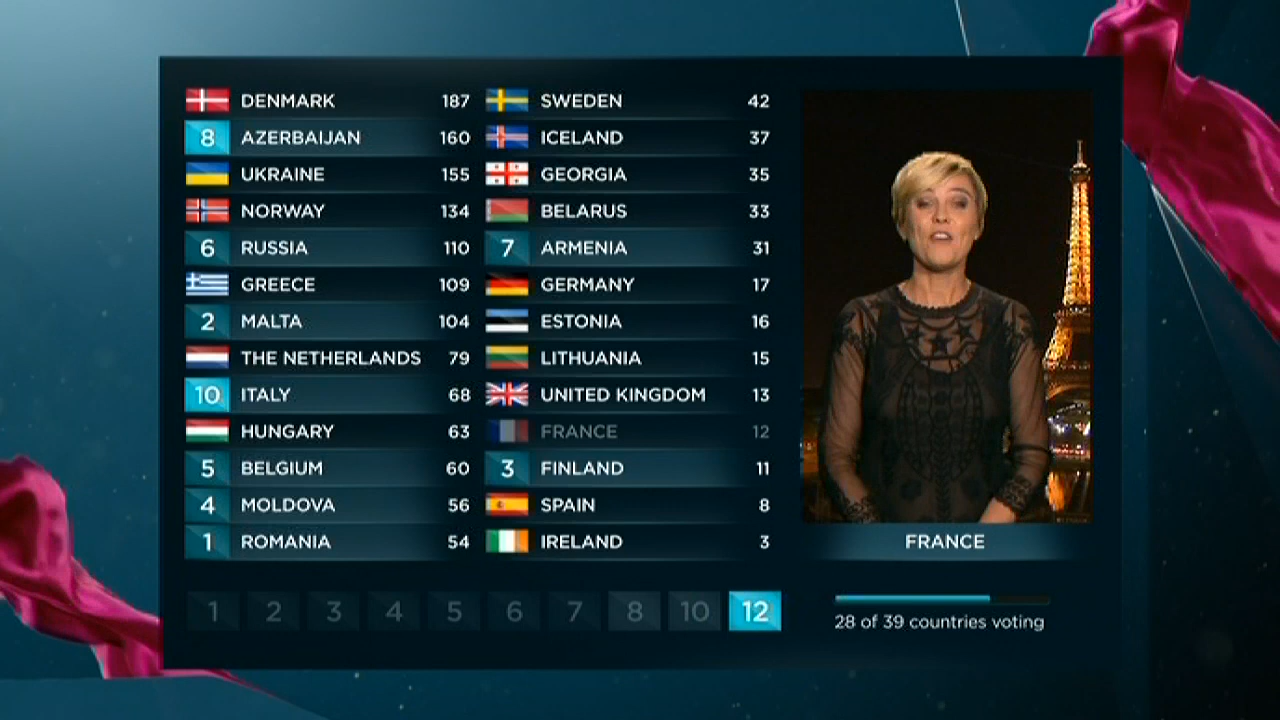 DENMARK 187
8 AZERBAIJAN 160
UKRAINE 155
NORWAY 134
6 RUSSIA 110
GREECE 109
2 MALTA 104
THE NETHERLANDS 79
10 ITALY 68
HUNGARY 63
5 BELGIUM 60
4 MOLDOVA 56
1 ROMANIA 54
SWEDEN 42
ICELAND 37
GEORGIA 35
BELARUS 33
7 ARMENIA 31
GERMANY 17
ESTONIA 16
LITHUANIA 15
UNITED KINGDOM 13
FRANCE 12
3 FINLAND 11
SPAIN 8
IRELAND 3
1 2 3 4 5 6 7 8 10 12
FRANCE
28 of 39 countries voting